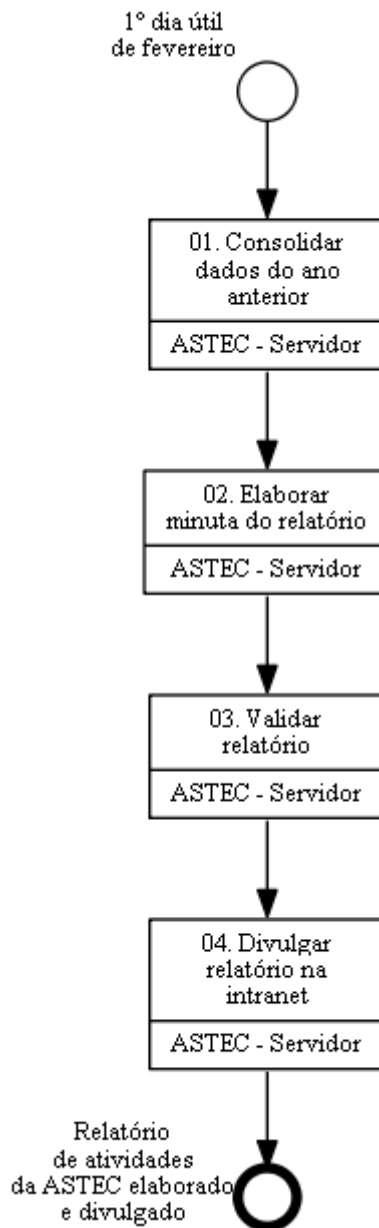 1º dia útil
de fevereiro
01. Consolidar
dados do ano
anterior
ASTEC - Servidor
02. Elaborar
minuta do relatório
ASTEC - Servidor
03. Validar
relatório
ASTEC - Servidor
04. Divulgar
relatório na
intranet
ASTEC - Servidor
Relatório
de atividades
da ASTEC elaborado
e divulgado